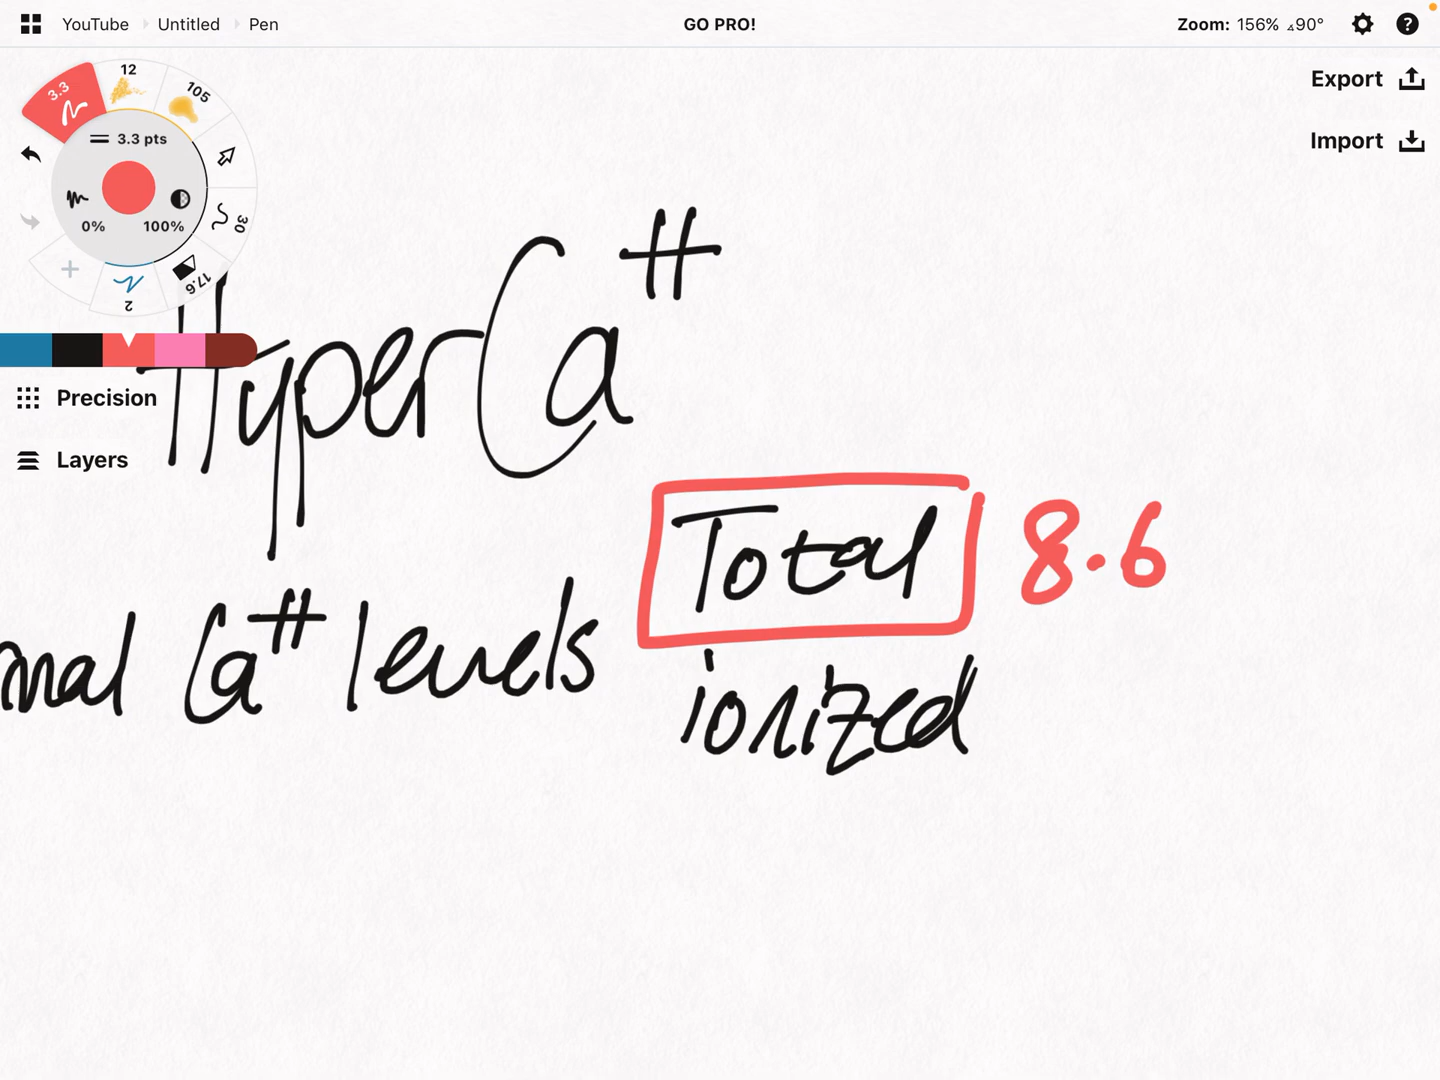 YouTube Untitled Pen
GO PRO!
Zoom: 156% ⦟90°
Export
Import
3.3
12
105
3.3 pts
0% 100%
30
17.6
2
Precision
Layers
HyperCa++
Total 8.6
mal Ca++ levels
ionized